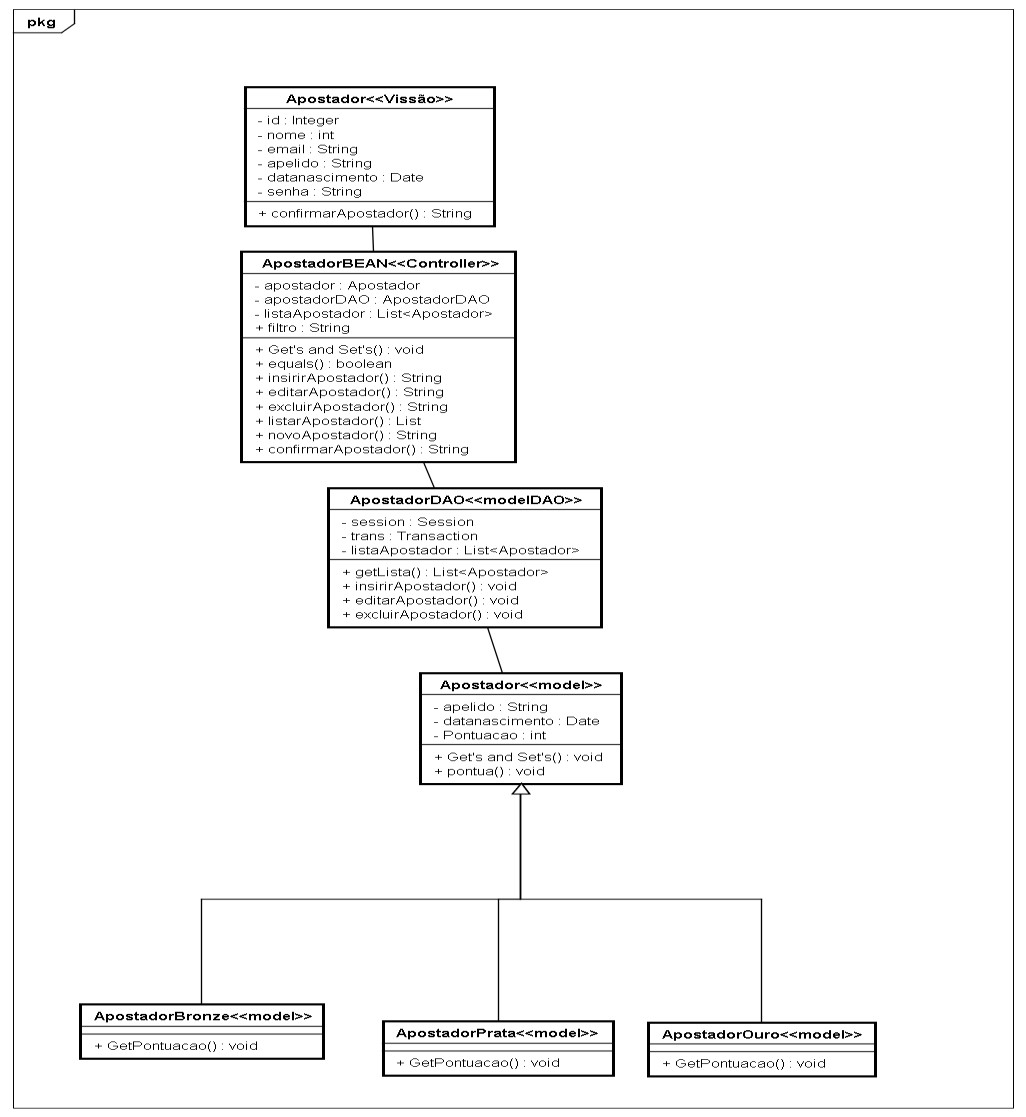 pkg
Apostador<<Vissão>>
- id : Integer
- nome : int
- email : String
- apelido : String
- datanascimento : Date
- senha : String
+ confirmarApostador() : String
ApostadorBEAN<<Controller>>
- apostador : Apostador
- apostadorDAO : ApostadorDAO
- listaApostador : List<Apostador>
+ filtro : String
+ Get's and Set's() : void
+ equals() : boolean
+ insirirApostador() : String
+ editarApostador() : String
+ excluirApostador() : String
+ listarApostador() : List
+ novoApostador() : String
+ confirmarApostador() : String
ApostadorDAO<<modelDAO>>
- session : Session
- trans : Transaction
- listaApostador : List<Apostador>
+ getLista() : List<Apostador>
+ insirirApostador() : void
+ editarApostador() : void
+ excluirApostador() : void
Apostador<<model>>
- apelido : String
- datanascimento : Date
- Pontuacao : int
+ Get's and Set's() : void
+ pontua() : void
ApostadorBronze<<model>>
+ GetPontuacao() : void
ApostadorPrata<<model>>
+ GetPontuacao() : void
ApostadorOuro<<model>>
+ GetPontuacao() : void